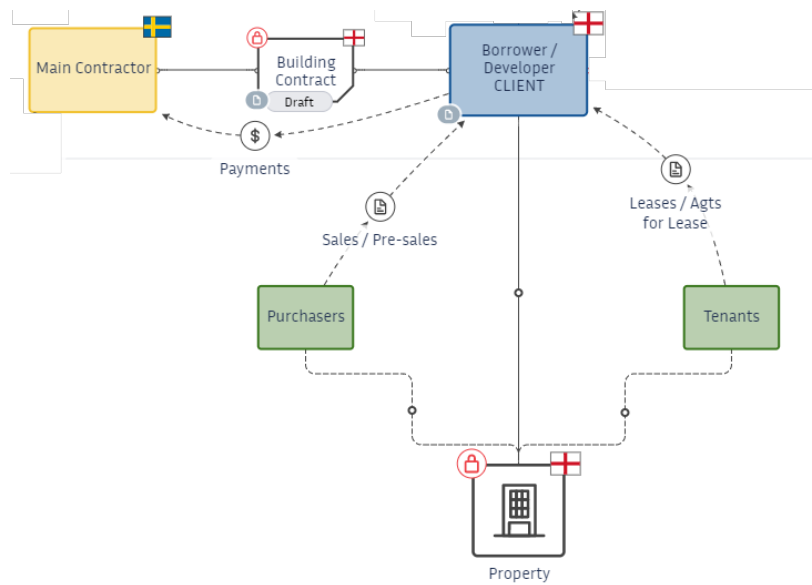 Main Contractor
Building
Contract
Draft
Borrower /
Developer
CLIENT
$
Payments
Sales / Pre-sales
Leases / Agts
for Lease
Purchasers
Tenants
Property